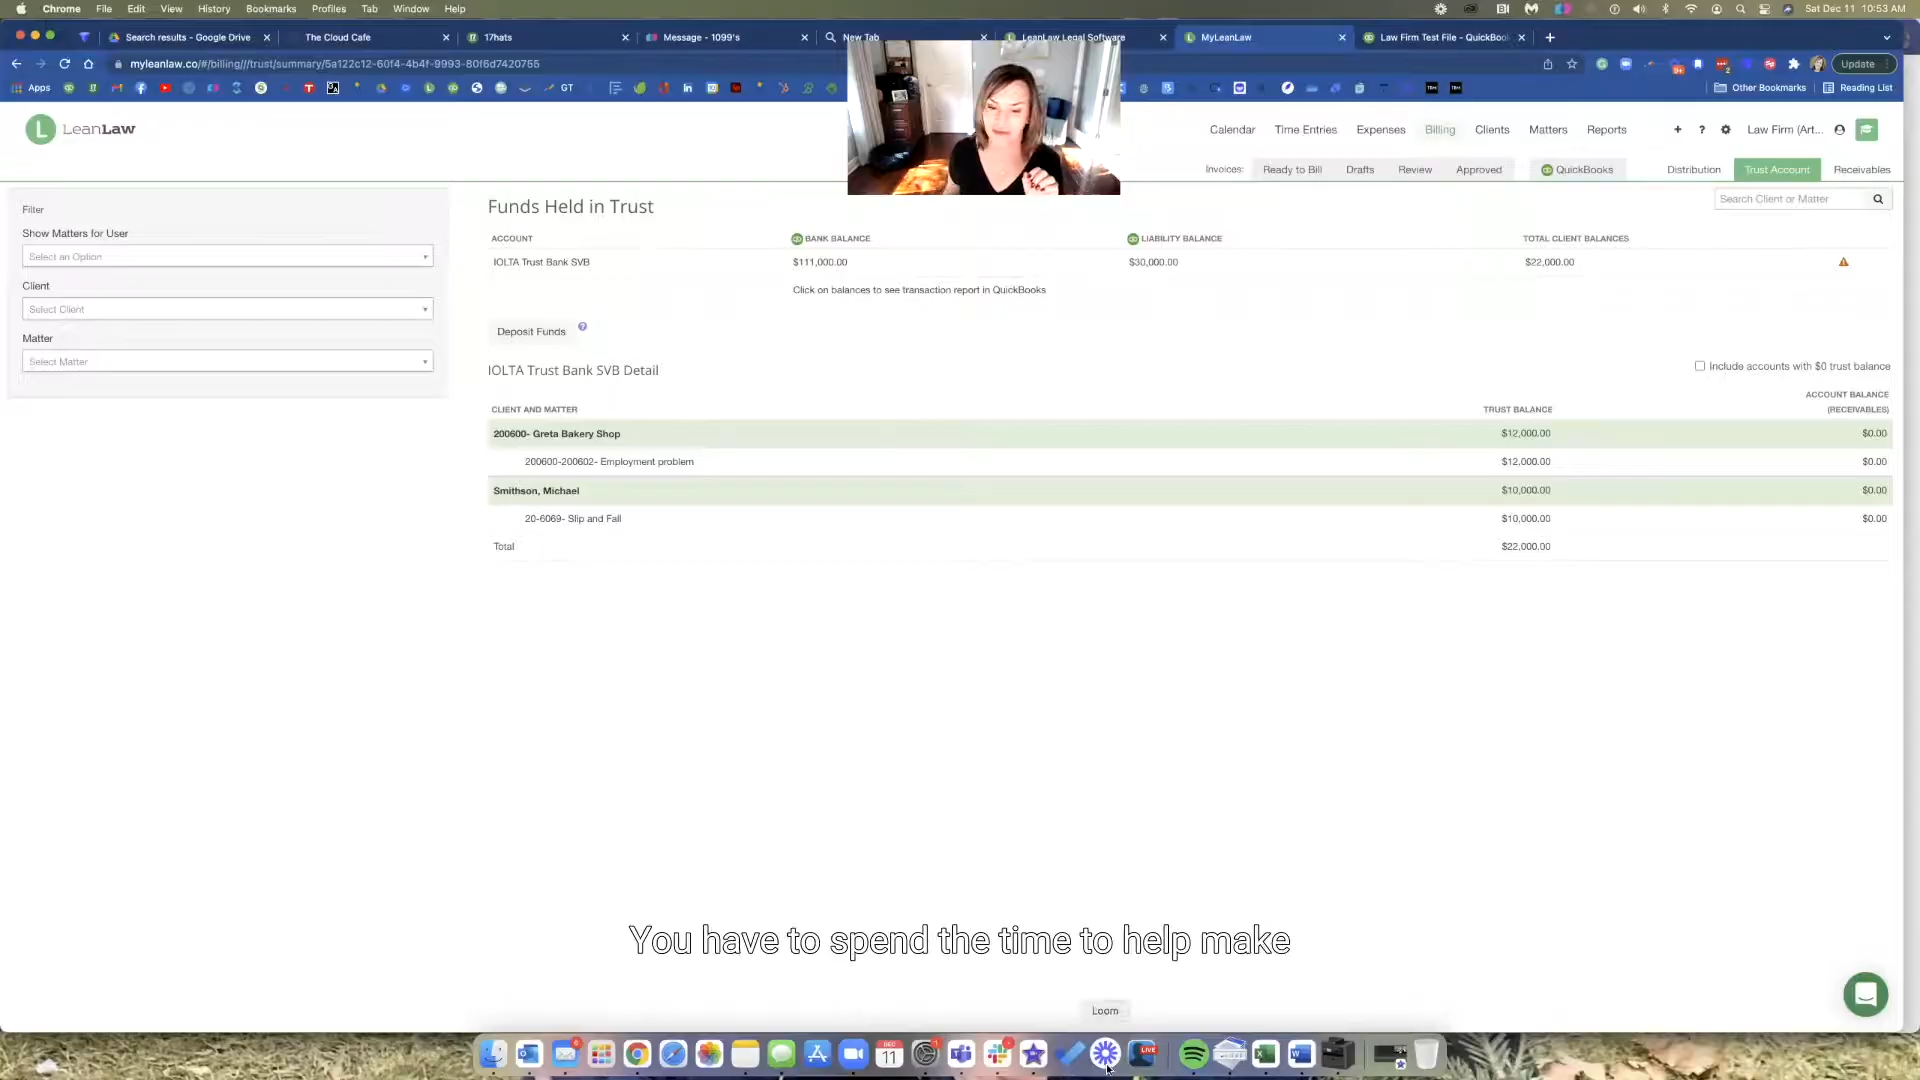 Chrome File Edit View History Bookmarks Profiles Tab Window Help
Sat Dec 11 10:53 AM
Search results - Google Drive
The Cloud Cafe
17hats
Message - 1099's
New Tab
LeanLaw Legal Software
MyLeanLaw
Law Firm Test File - QuickBoo
myleanlaw.co/#/billing///trust/summary/5a122c12-60f4-4b4f-9993-80f6d7420765
Update
Apps
GT
Other Bookmarks
Reading List
LeanLaw
Calendar Time Entries Expenses Billing Clients Matters Reports
+ ? Law Firm (Art...
Invoices: Ready to Bill Drafts Review Approved QuickBooks Distribution Trust Account Receivables
Search Client or Matter
Filter
Show Matters for User
Select an Option
Client
Select Client
Matter
Select Matter
Funds Held in Trust
ACCOUNT BANK BALANCE LIABILITY BALANCE TOTAL CLIENT BALANCES
IOLTA Trust Bank SVB $111,000.00 $30,000.00 $22,000.00
Click on balances to see transaction report in QuickBooks
Deposit Funds ?
IOLTA Trust Bank SVB Detail
Include accounts with $0 trust balance
CLIENT AND MATTER TRUST BALANCE ACCOUNT BALANCE (RECEIVABLES)
200600- Greta Bakery Shop $12,000.00 $0.00
200600-200602- Employment problem $12,000.00 $0.00
Smithson, Michael $10,000.00 $0.00
20-6069- Slip and Fall $10,000.00 $0.00
Total $22,000.00
You have to spend the time to help make
Loom
DEC
11
LIVE